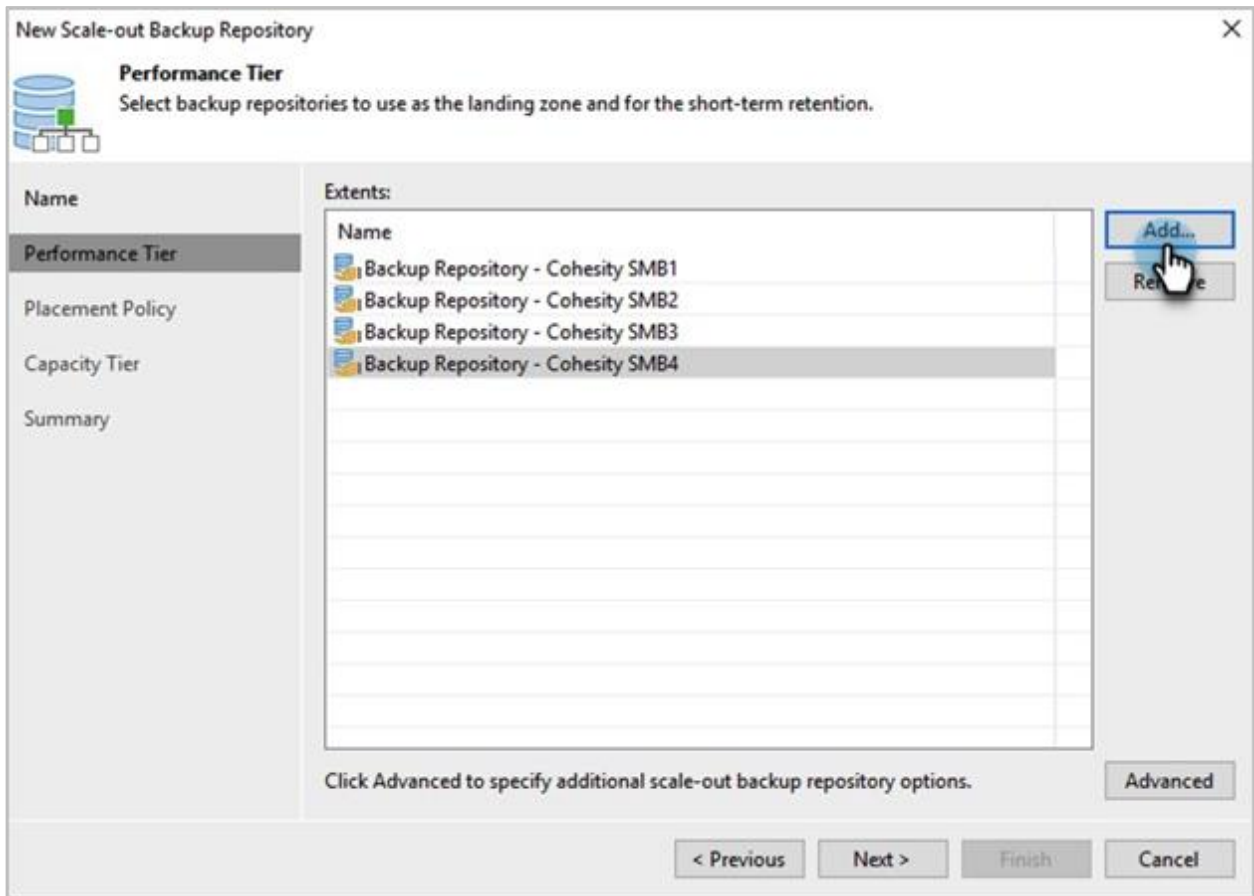 New Scale-out Backup Repository
Performance Tier
Select backup repositories to use as the landing zone and for the short-term retention.
Name
Performance Tier
Placement Policy
Capacity Tier
Summary
Extents:
Name
Backup Repository - Cohesity SMB1
Backup Repository - Cohesity SMB2
Backup Repository - Cohesity SMB3
Backup Repository - Cohesity SMB4
Add...
Remove
Click Advanced to specify additional scale-out backup repository options.
Advanced
< Previous
Next >
Finish
Cancel